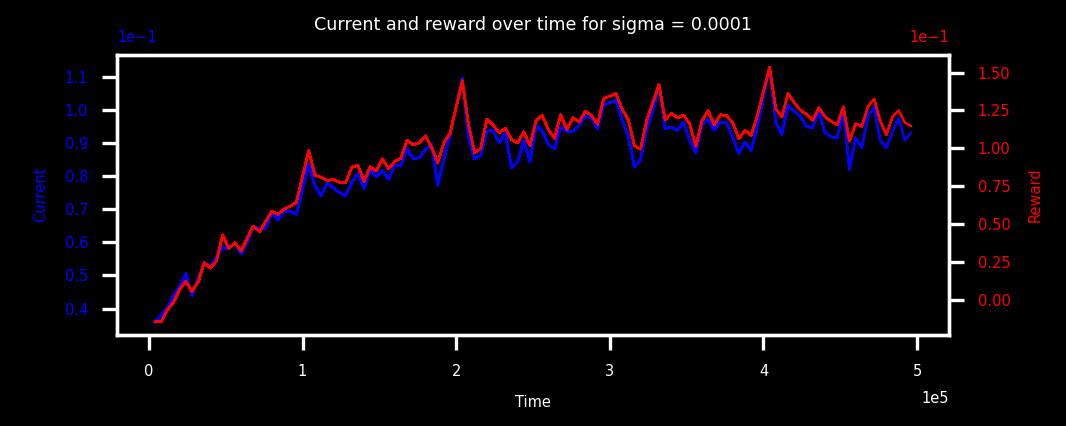 Current and reward over time for sigma = 0.0001
1e−1
1e−1
1.1
1.0
0.9
0.8
0.7
0.6
0.5
0.4
Current
1.50
1.25
1.00
0.75
0.50
0.25
0.00
Reward
0 1 2 3 4 5
1e5
Time